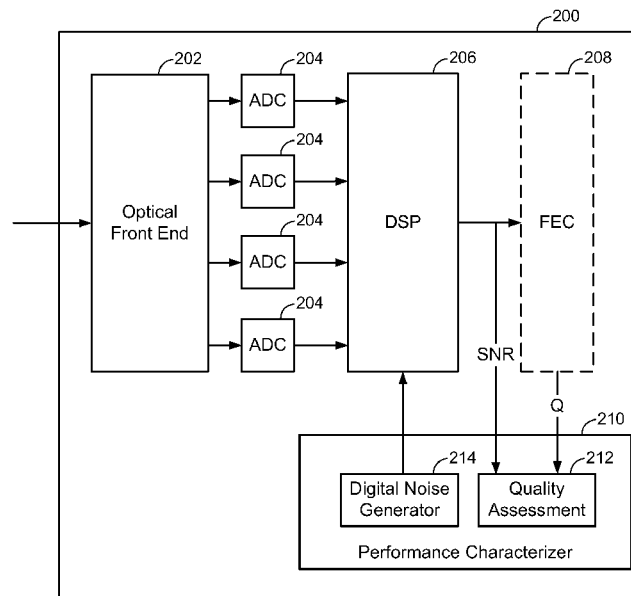 200
202
204
206
208
ADC
204
ADC
Optical
Front End
DSP
FEC
204
ADC
204
ADC
SNR
Q
210
214
212
Digital Noise
Generator
Quality
Assessment
Performance Characterizer